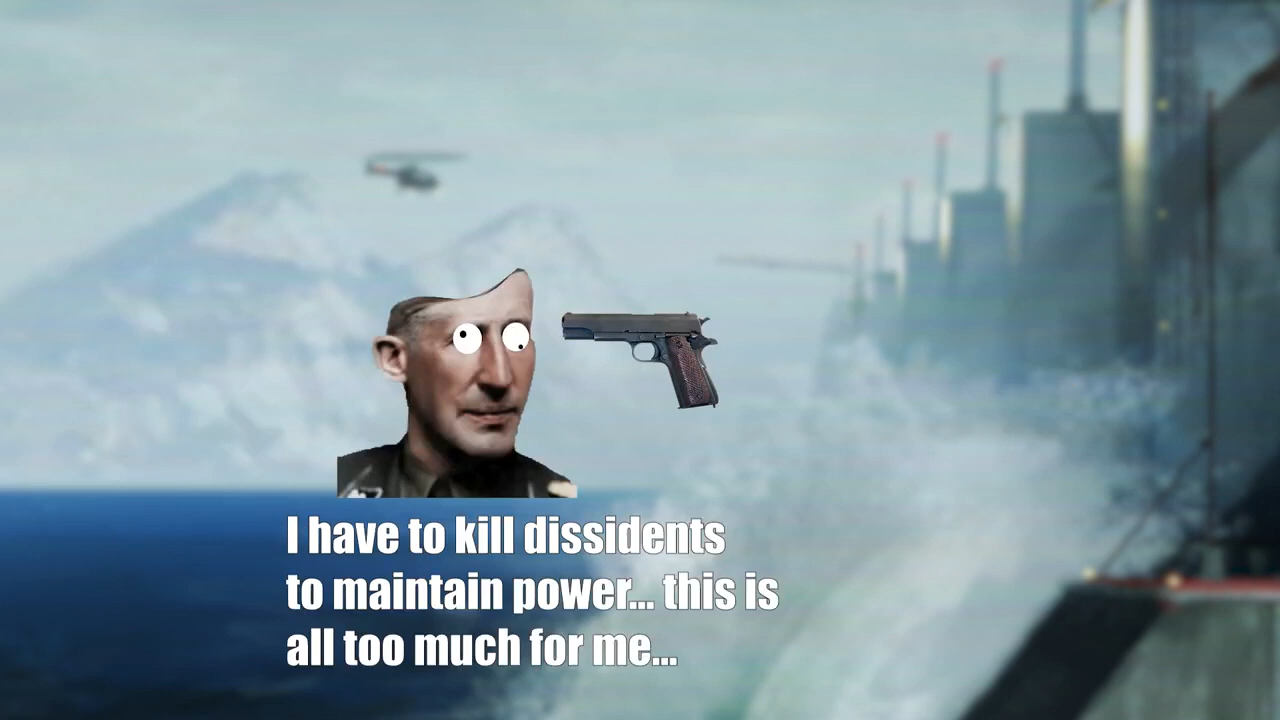 I have to kill dissidents
to maintain power... this is
all too much for me...